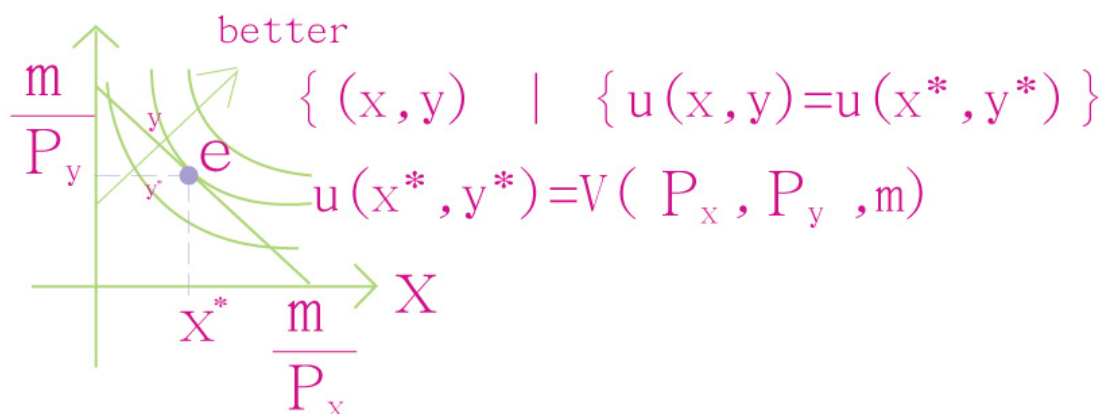 better
m
P_y
y
e
y*
{(x,y) | {u(x,y)=u(x*,y*)}
u(x*,y*)=V( P_x,P_y ,m)
x*
m
P_x
X